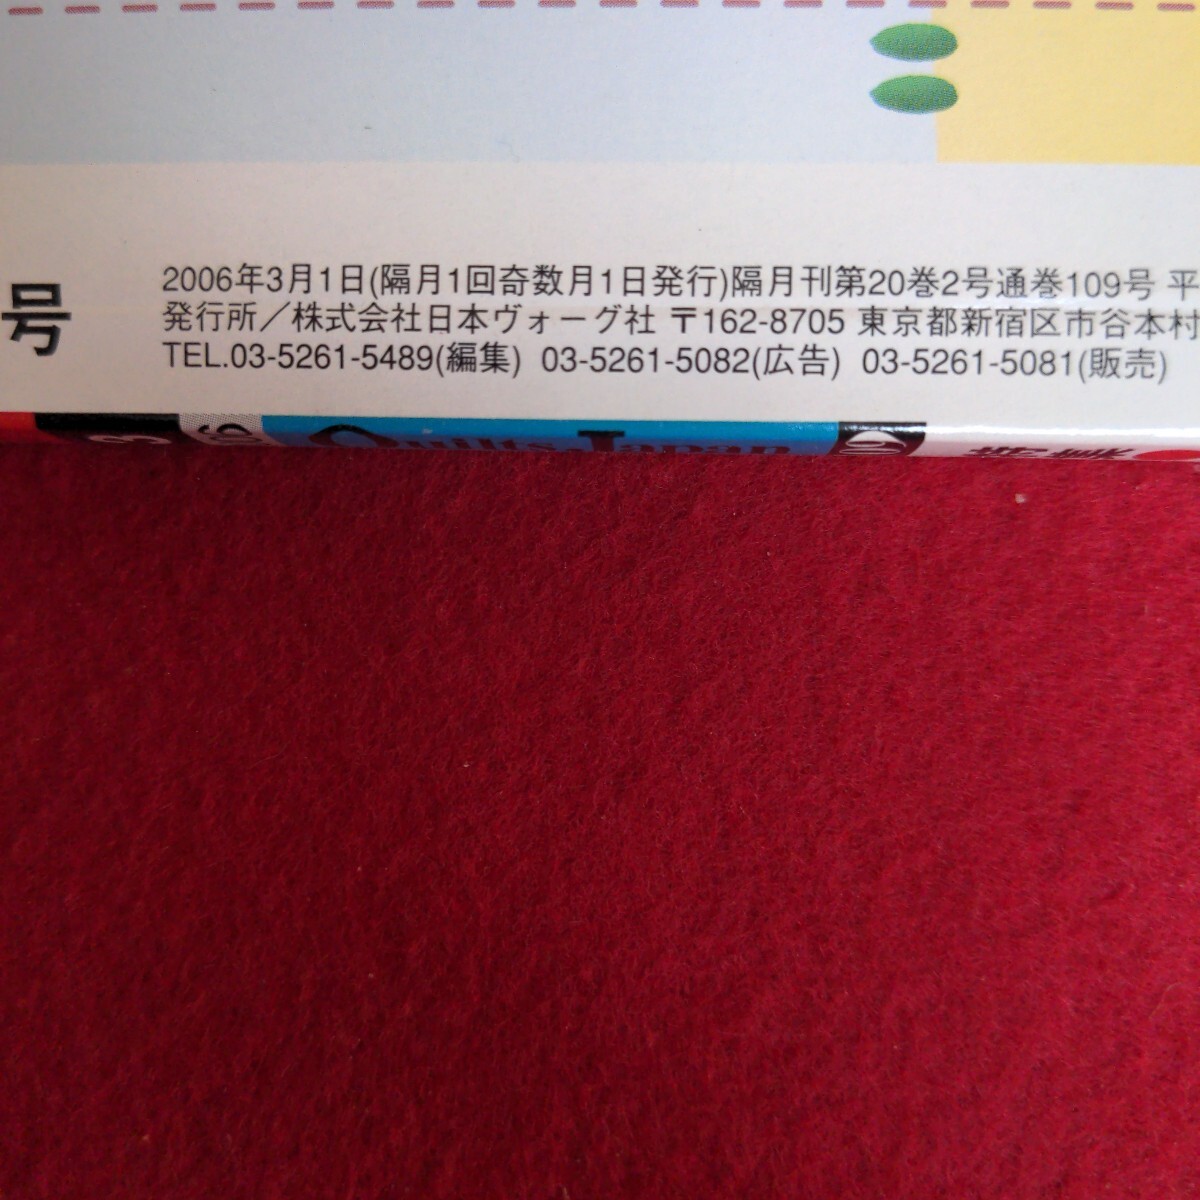 号
2006年3月1日(隔月1回奇数月1日発行)隔月刊第20巻2号通巻109号 平
発行所／株式会社日本ヴォーグ社 〒162-8705 東京都新宿区市谷本村
TEL.03-5261-5489(編集) 03-5261-5082(広告) 03-5261-5081(販売)
3 Quilts Japan